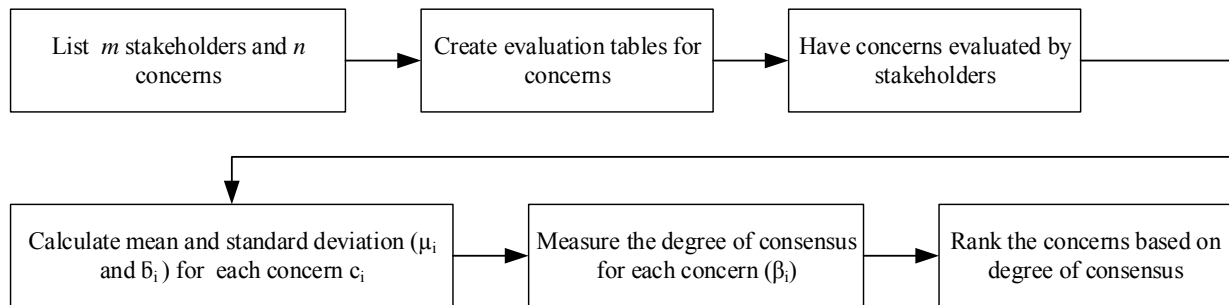 List m stakeholders and n
concerns
Create evaluation tables for
concerns
Have concerns evaluated by
stakeholders
Calculate mean and standard deviation (μi
and ƃi) for each concern ci
Measure the degree of consensus
for each concern (βi)
Rank the concerns based on
degree of consensus